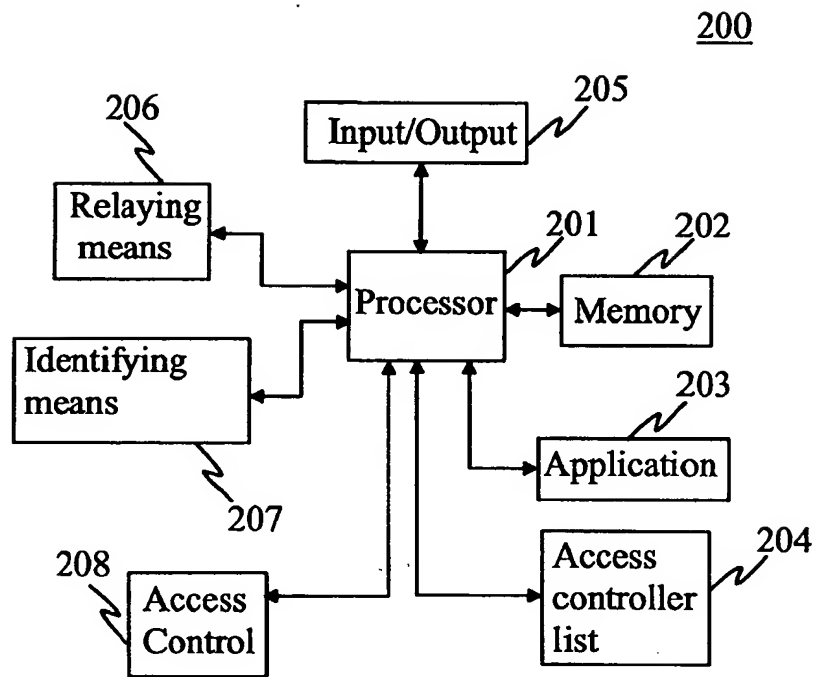 200
206
205
Input/Output
Relaying
means
201
202
Processor
Memory
Identifying
means
203
Application
207
208
Access
Control
Access
controller
list
204